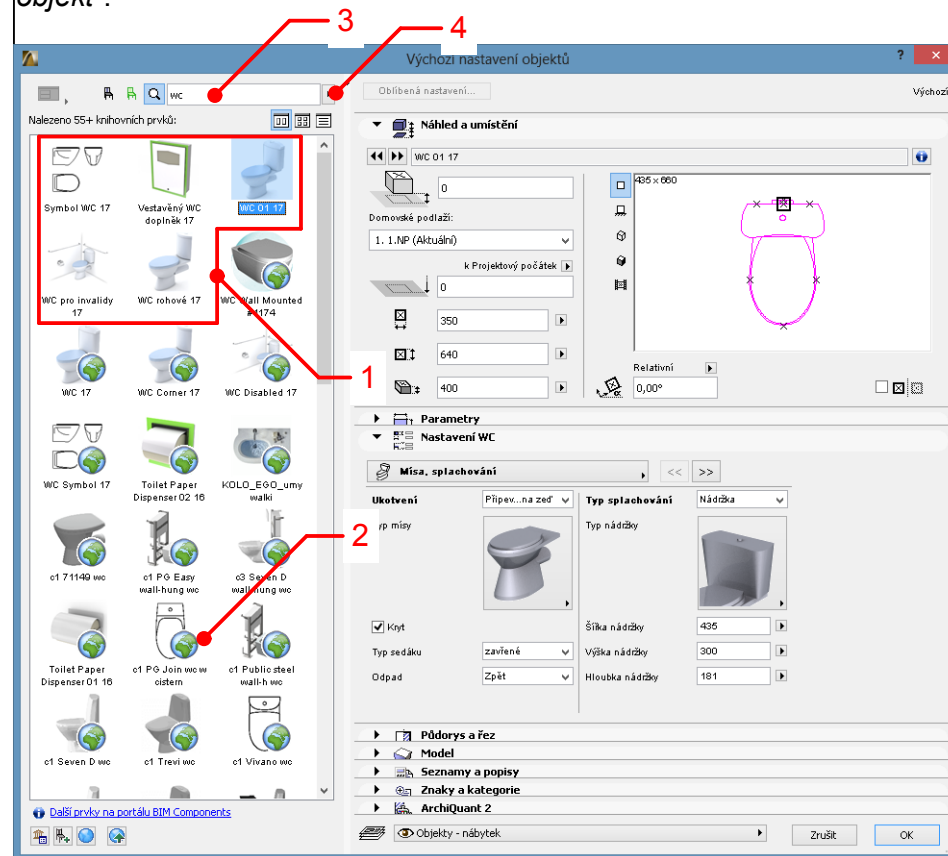 objekt“.
3
4
Výchozí nastavení objektů
?
wc
Oblíbená nastavení...
Výchozí
Nalezeno 55+ knihovních prvků:
Symbol WC 17
Vestavěný WC
doplněk 17
WC 01 17
WC pro invalidy
17
WC rohové 17
WC Wall Mounted
#1174
WC 17
WC Corner 17
WC Disabled 17
WC Symbol 17
Toilet Paper
Dispenser 02 16
KOLO_EGO_umy
walki
c1 71149 wc
c1 PG Easy
wall-hung wc
c3 Seven D
wall-hung wc
Toilet Paper
Dispenser 01 16
c1 PG Join wc w
cistern
c1 Public steel
wall-h wc
c1 Seven D wc
c1 Trevi wc
c1 Vivano wc
1
2
Další prvky na portálu BIM Components
Náhled a umístění
WC 01 17
0
Domovské podlaží:
1. 1.NP (Aktuální)
k Projektový počátek
0
350
640
400
435 × 660
Relativní
0,00°
Parametry
Nastavení WC
Mísa, splachování
<<
>>
Ukotvení
Připev...na zeď
Typ splachování
Nádržka
yp mísy
Typ nádržky
Kryt
Typ sedáku
zavřené
Odpad
Zpět
Šířka nádržky
435
Výška nádržky
300
Hloubka nádržky
181
Půdorys a řez
Model
Seznamy a popisy
Znaky a kategorie
ArchiQuant 2
Objekty - nábytek
Zrušit
OK